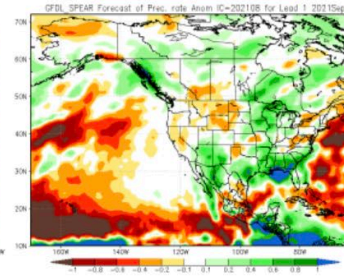 GFDL SPEAR Forecast of Prec. rate Anom IC=202108 for Lead 1 2021Sep
70N
60N
50N
40N
30N
20N
10N
160W 140W 120W 100W 80W
-1 -0.8 -0.6 -0.4 -0.2 -0.1 0.1 0.2 0.4 0.6 0.8